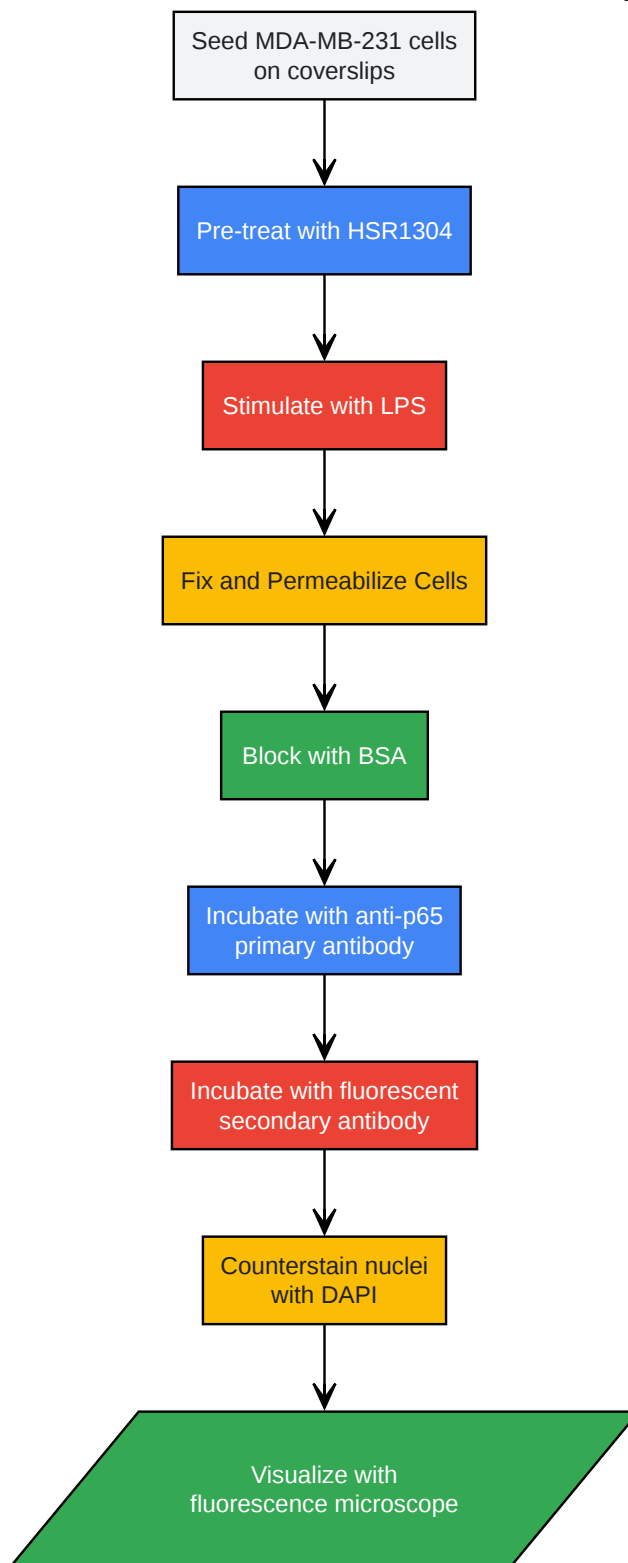 Seed MDA-MB-231 cells
on coverslips
Pre-treat with HSR1304
Stimulate with LPS
Fix and Permeabilize Cells
Block with BSA
Incubate with anti-p65
primary antibody
Incubate with fluorescent
secondary antibody
Counterstain nuclei
with DAPI
Visualize with
fluorescence microscope